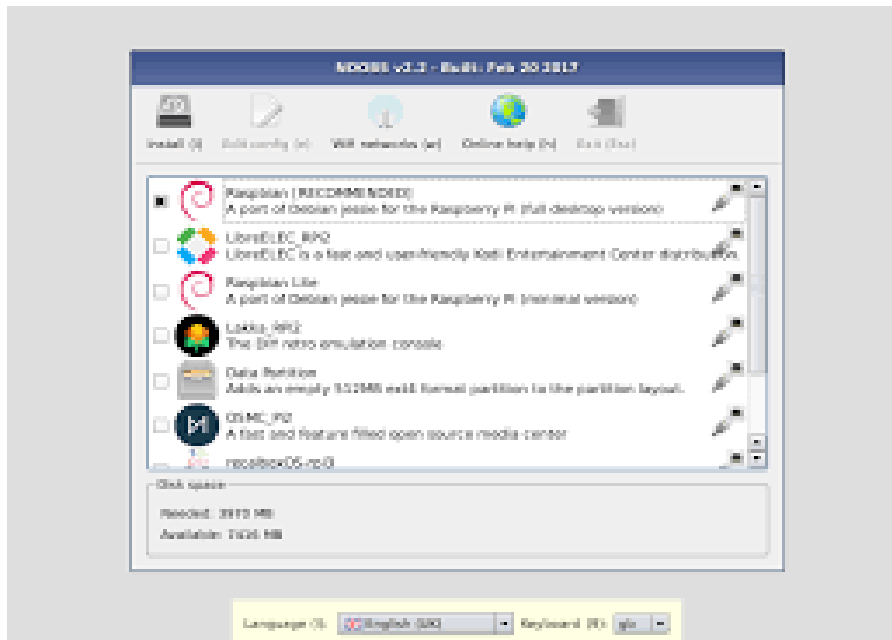 NOOBS v2.3 - Built: Feb 20 2017
Install (i)
Edit config (e)
Wifi networks (w)
Online help (h)
Exit (Esc)
Raspbian [RECOMMENDED]
A port of Debian jessie for the Raspberry Pi (full desktop version)
LibreELEC_RPi2
LibreELEC is a fast and user-friendly Kodi Entertainment Center distribution.
Raspbian Lite
A port of Debian jessie for the Raspberry Pi (minimal version)
Lakka_RPi2
The DIY retro emulation console
Data Partition
Adds an empty 512MB ext4 format partition to the partition layout.
OSMC_Pi2
A fast and feature filled open source media center
recalboxOS-rpi3
Disk space
Needed: MB
Available: MB
Language (l): English (UK) Keyboard (9): gb